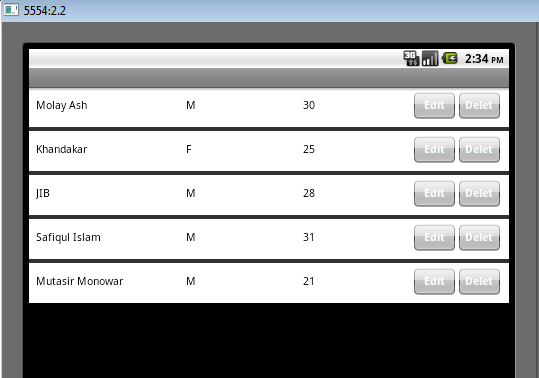 5554:2.2
3G 2:34 PM
Molay Ash M 30 Edit Delet
Khandakar F 25 Edit Delet
JIB M 28 Edit Delet
Safiqul Islam M 31 Edit Delet
Mutasir Monowar M 21 Edit Delet